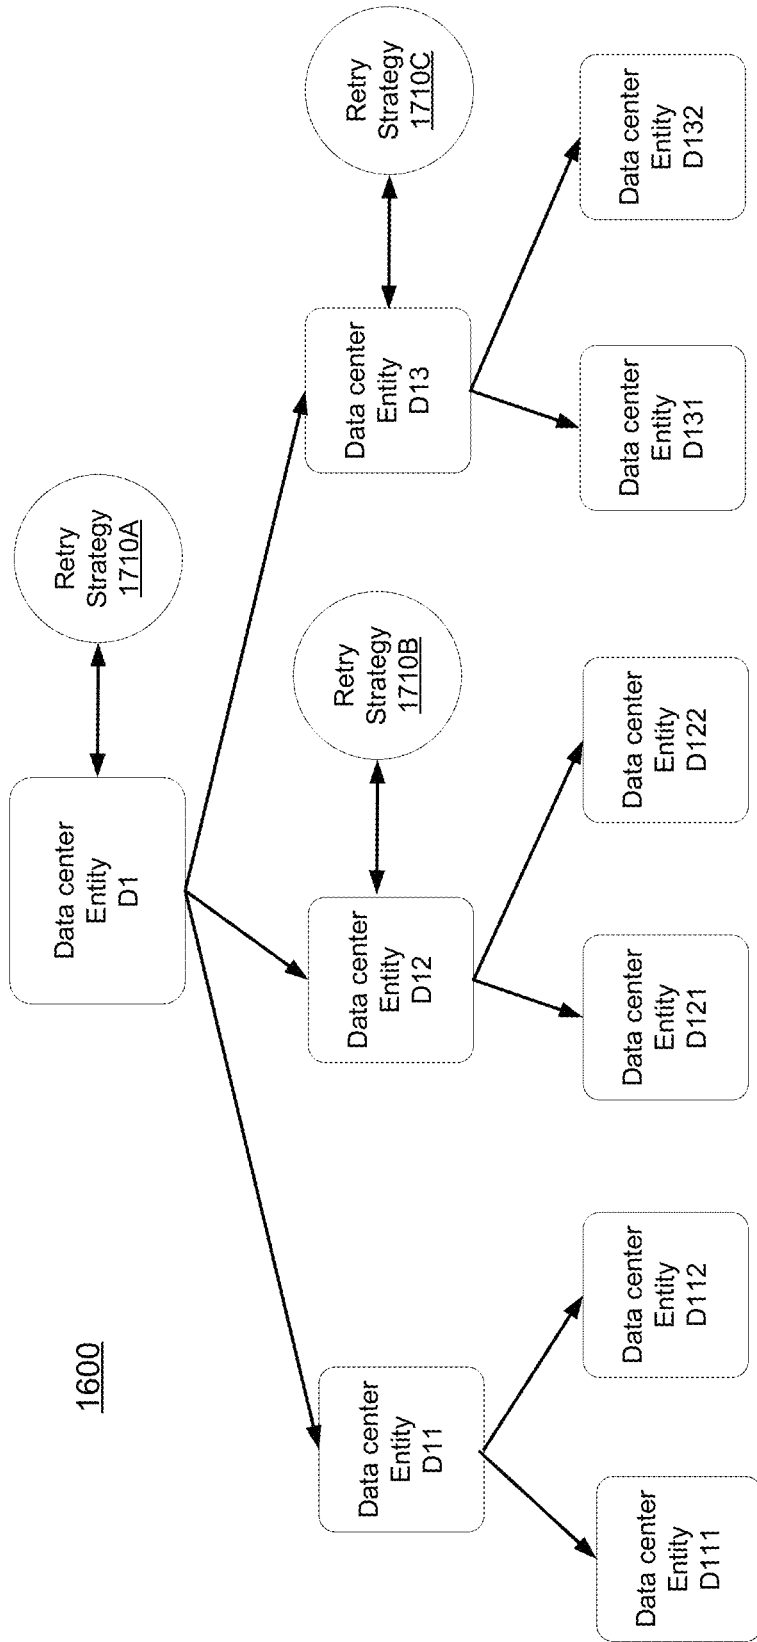 1600
Data center
Entity
D1
Retry
Strategy
1710A
Data center
Entity
D11
Data center
Entity
D12
Retry
Strategy
1710B
Data center
Entity
D13
Retry
Strategy
1710C
Data center
Entity
D111
Data center
Entity
D112
Data center
Entity
D121
Data center
Entity
D122
Data center
Entity
D131
Data center
Entity
D132